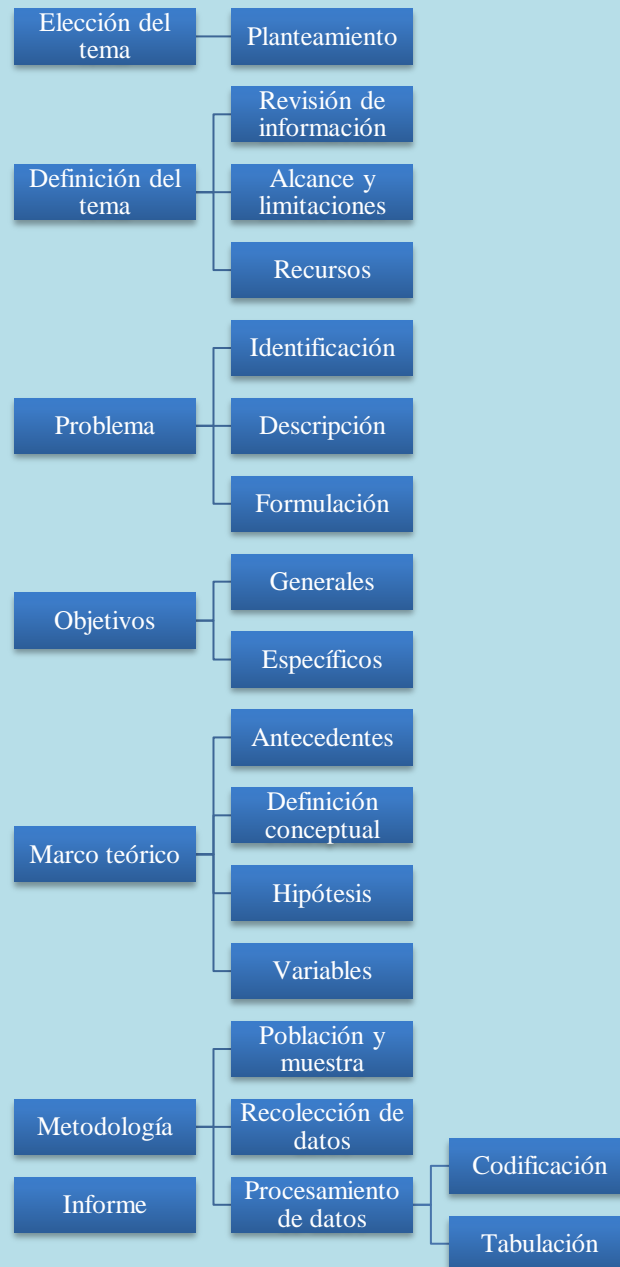 Elección del
tema
Planteamiento
Definición del
tema
Revisión de
información
Alcance y
limitaciones
Recursos
Problema
Identificación
Descripción
Formulación
Objetivos
Generales
Específicos
Marco teórico
Antecedentes
Definición
conceptual
Hipótesis
Variables
Metodología
Población y
muestra
Recolección de
datos
Procesamiento
de datos
Codificación
Tabulación
Informe